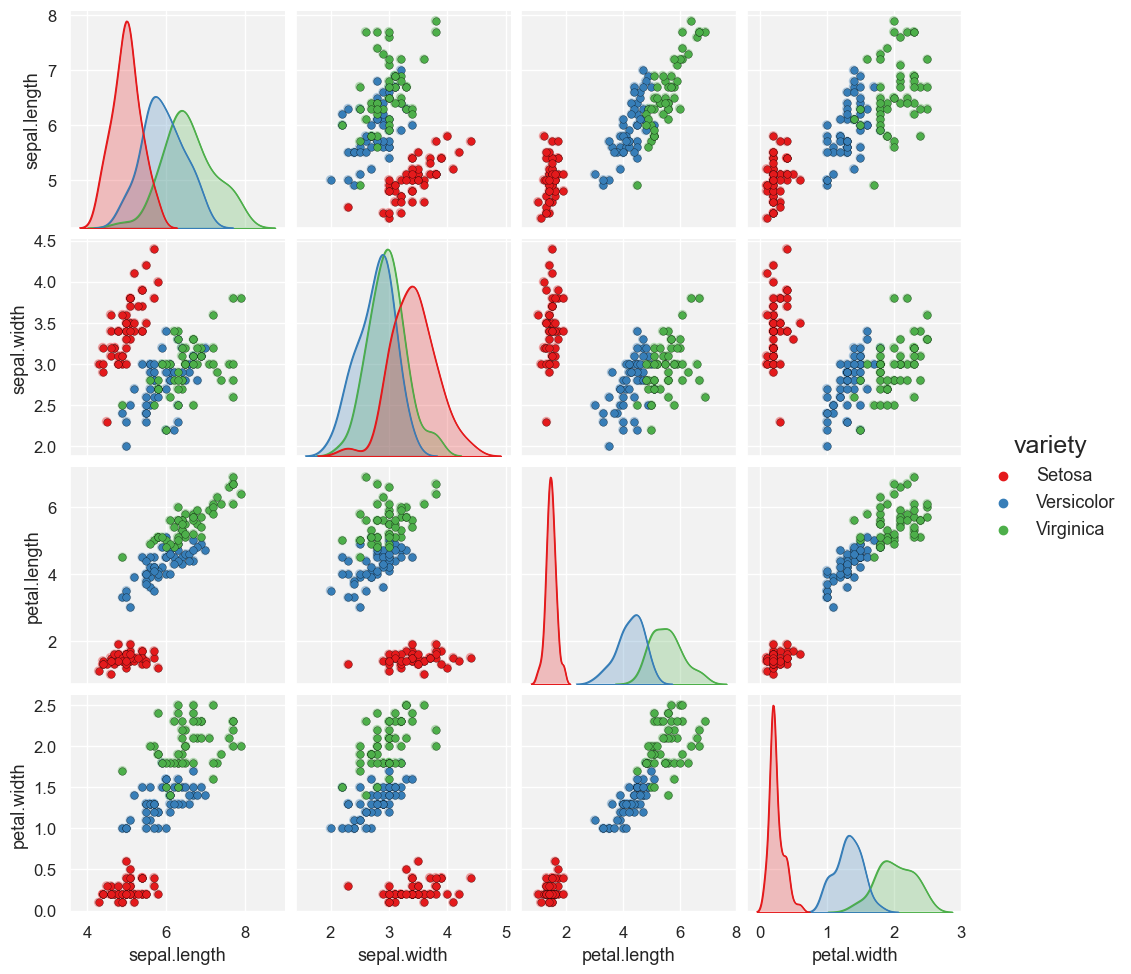 8
7
6
5
sepal.length
4.5
4.0
3.5
3.0
2.5
2.0
sepal.width
variety
Setosa
Versicolor
Virginica
6
4
2
petal.length
2.5
2.0
1.5
1.0
0.5
0.0
petal.width
4 6 8
sepal.length
2 3 4 5
sepal.width
2 4 6 8
petal.length
0 1 2 3
petal.width